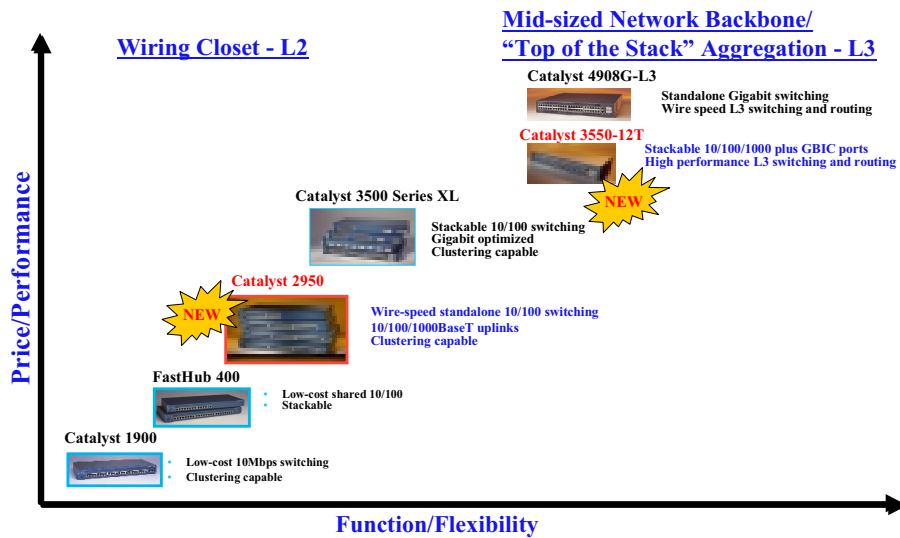 Wiring Closet - L2
Mid-sized Network Backbone/
“Top of the Stack” Aggregation - L3
Catalyst 4908G-L3
Standalone Gigabit switching
Wire speed L3 switching and routing
Catalyst 3550-12T
Stackable 10/100/1000 plus GBIC ports
High performance L3 switching and routing
NEW
Catalyst 3500 Series XL
Stackable 10/100 switching
Gigabit optimized
Clustering capable
Catalyst 2950
NEW
Wire-speed standalone 10/100 switching
10/100/1000BaseT uplinks
Clustering capable
FastHub 400
• Low-cost shared 10/100
• Stackable
Catalyst 1900
• Low-cost 10Mbps switching
• Clustering capable
Price/Performance
Function/Flexibility